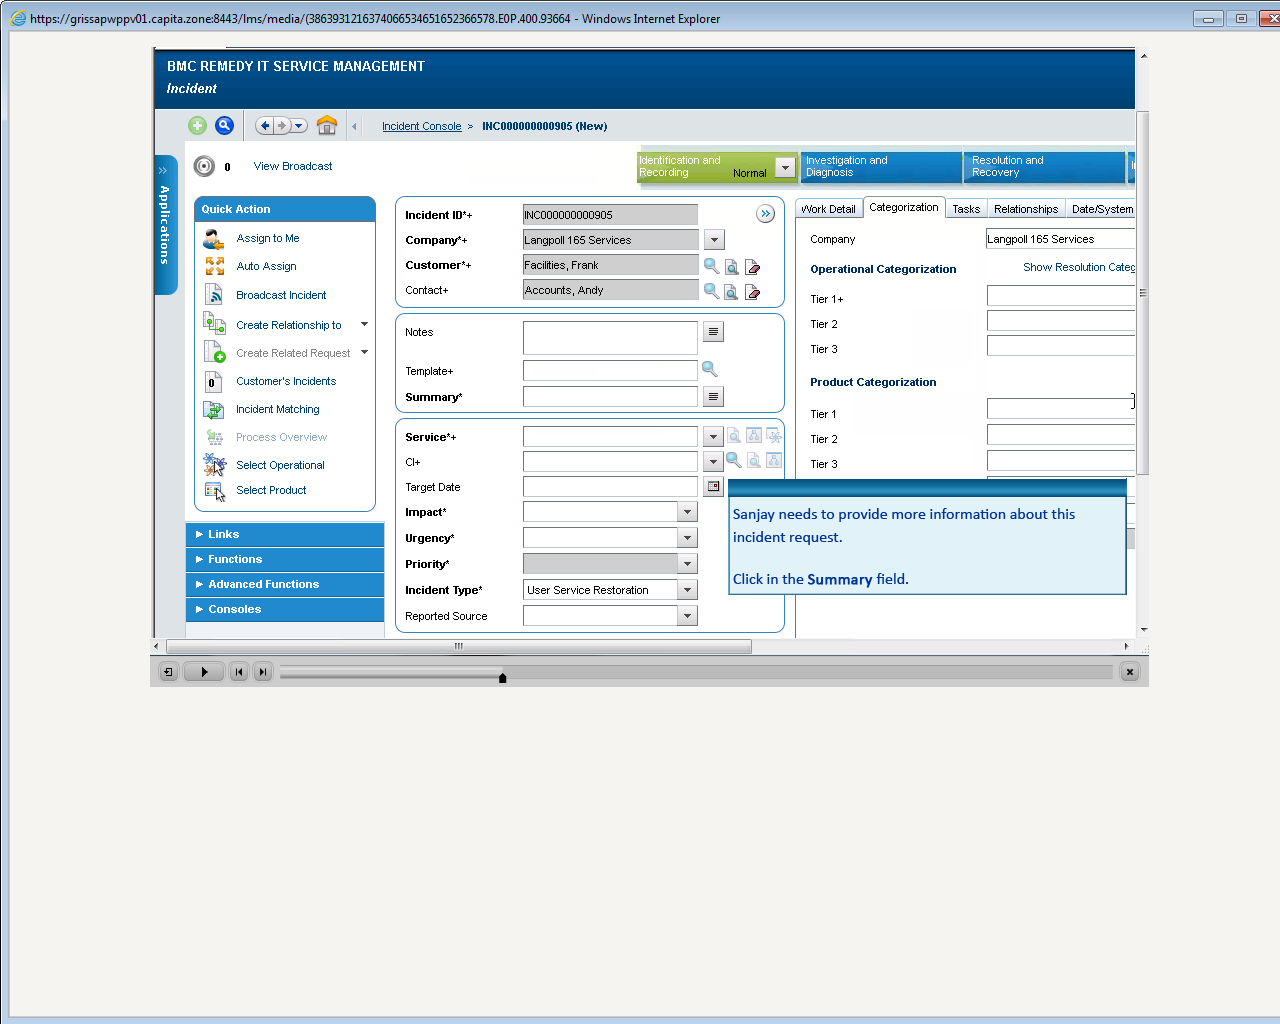 https://grissapwppv01.capita.zone:8443/lms/media/(3863931216374066534651652366578.E0P.400.93664 - Windows Internet Explorer
BMC REMEDY IT SERVICE MANAGEMENT
Incident
Incident Console > INC000000000905 (New)
0 View Broadcast
Identification and Recording Normal
Investigation and Diagnosis
Resolution and Recovery
Applications
Quick Action
Assign to Me
Auto Assign
Broadcast Incident
Create Relationship to
Create Related Request
0 Customer's Incidents
Incident Matching
Process Overview
Select Operational
Select Product
Links
Functions
Advanced Functions
Consoles
Incident ID*+ INC000000000905
Company*+ Langpoll 165 Services
Customer*+ Facilities, Frank
Contact+ Accounts, Andy
Notes
Template+
Summary*
Service*+
CI+
Target Date
Impact*
Urgency*
Priority*
Incident Type* User Service Restoration
Reported Source
Work Detail Categorization Tasks Relationships Date/System
Company Langpoll 165 Services
Operational Categorization Show Resolution Categ
Tier 1+
Tier 2
Tier 3
Product Categorization
Tier 1
Tier 2
Tier 3
Sanjay needs to provide more information about this
incident request.
Click in the Summary field.